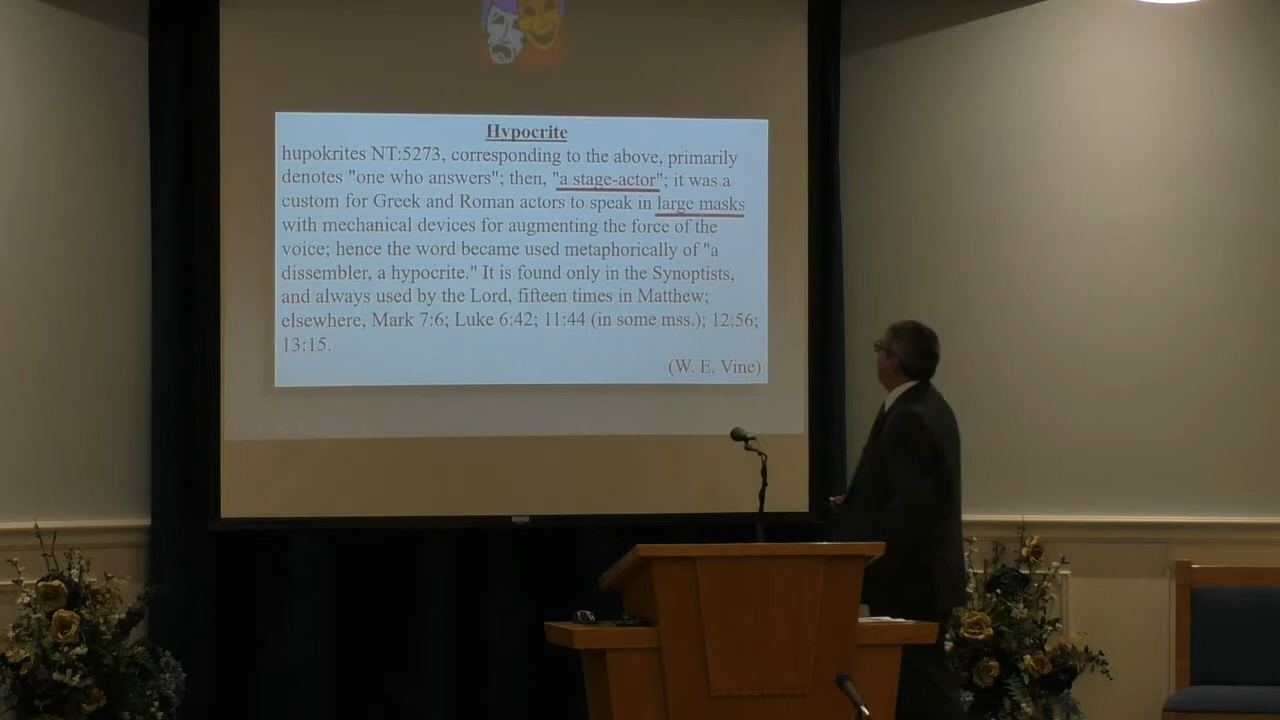 Hypocrite
hupokrites NT:5273, corresponding to the above, primarily
denotes "one who answers"; then, "a stage-actor"; it was a
custom for Greek and Roman actors to speak in large masks
with mechanical devices for augmenting the force of the
voice; hence the word became used metaphorically of "a
dissembler, a hypocrite." It is found only in the Synoptists,
and always used by the Lord, fifteen times in Matthew;
elsewhere, Mark 7:6; Luke 6:42; 11:44 (in some mss.); 12:56;
13:15.
(W. E. Vine)